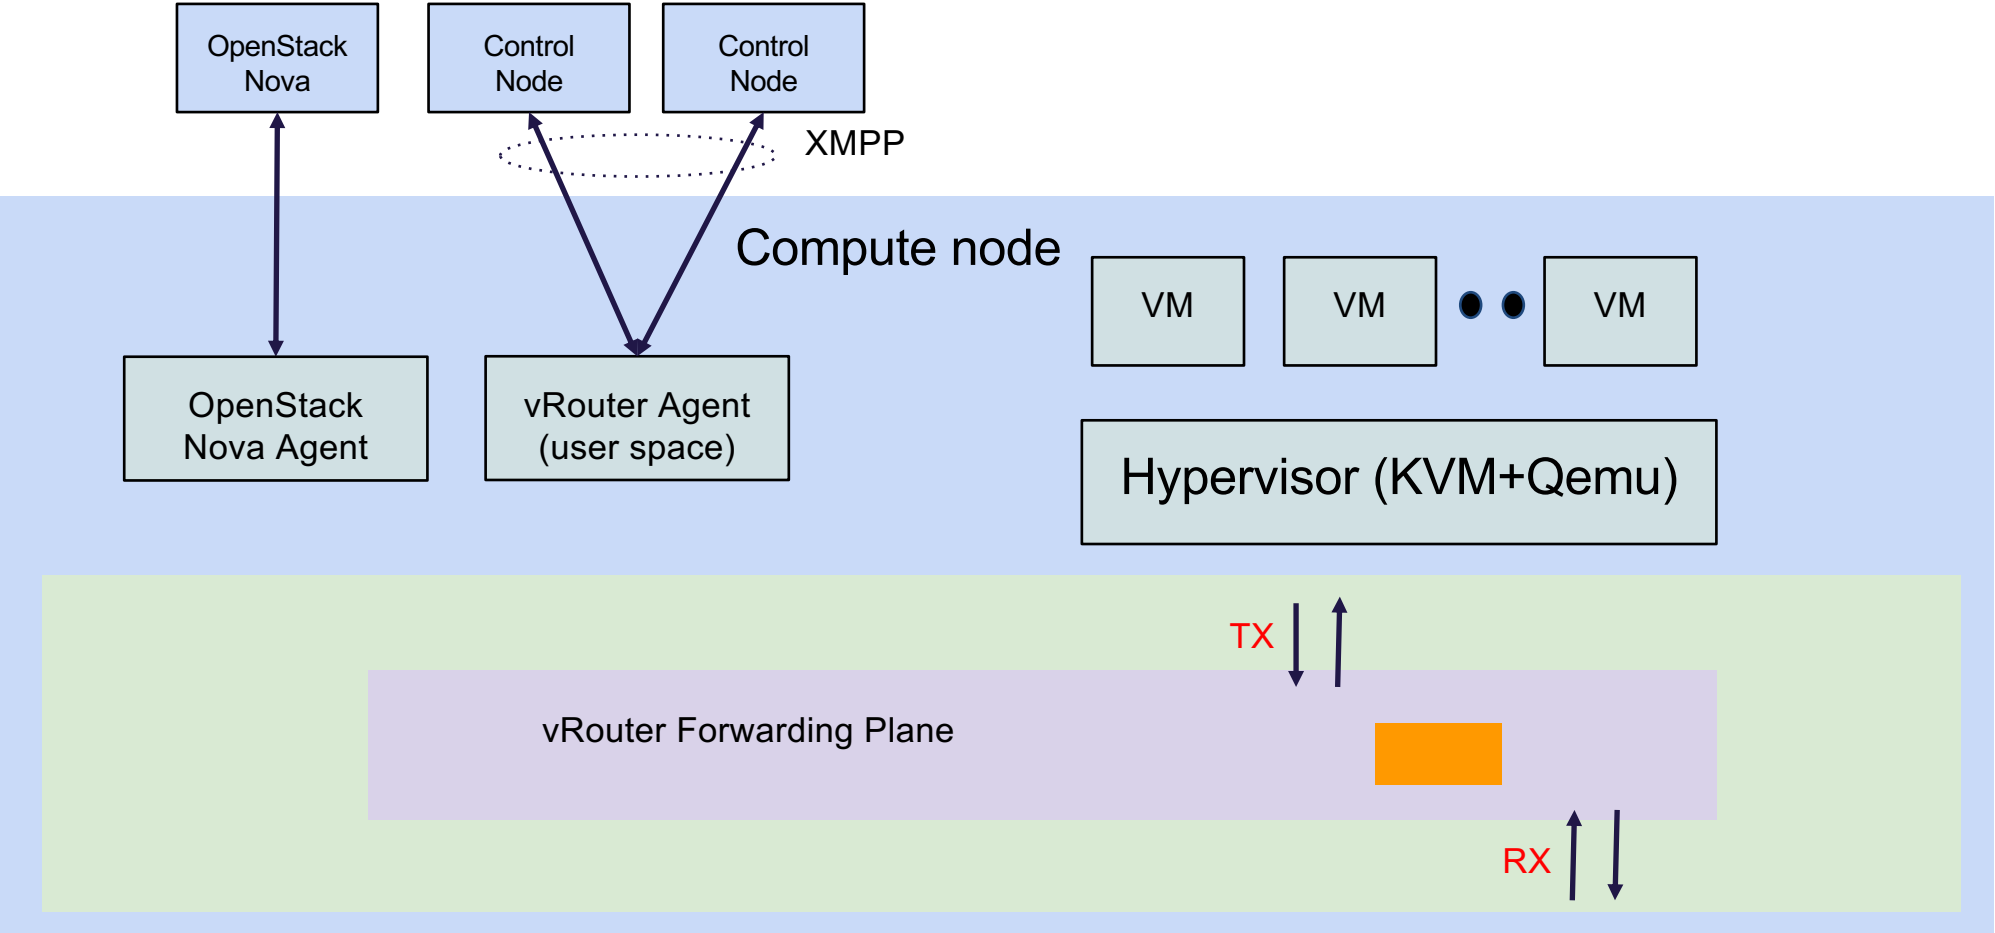 OpenStack
Nova
Control
Node
Control
Node
XMPP
Compute node
VM
VM
VM
OpenStack
Nova Agent
vRouter Agent
(user space)
Hypervisor (KVM+Qemu)
TX
vRouter Forwarding Plane
RX